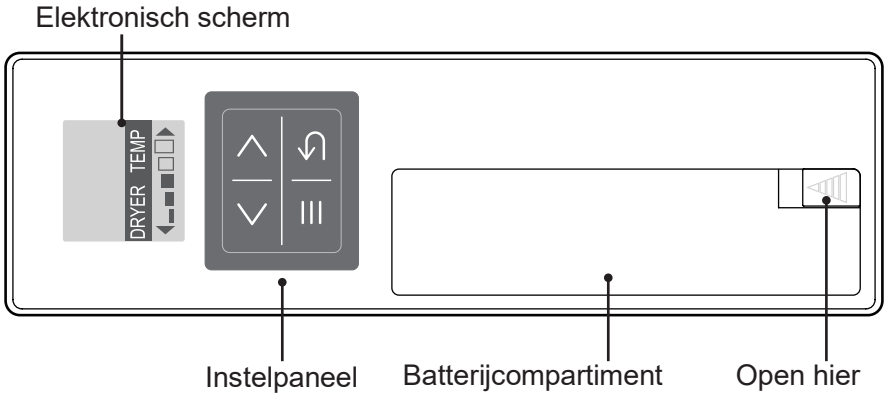 Elektronisch scherm
DRYER TEMP
Instelpaneel
Batterijcompartiment
Open hier